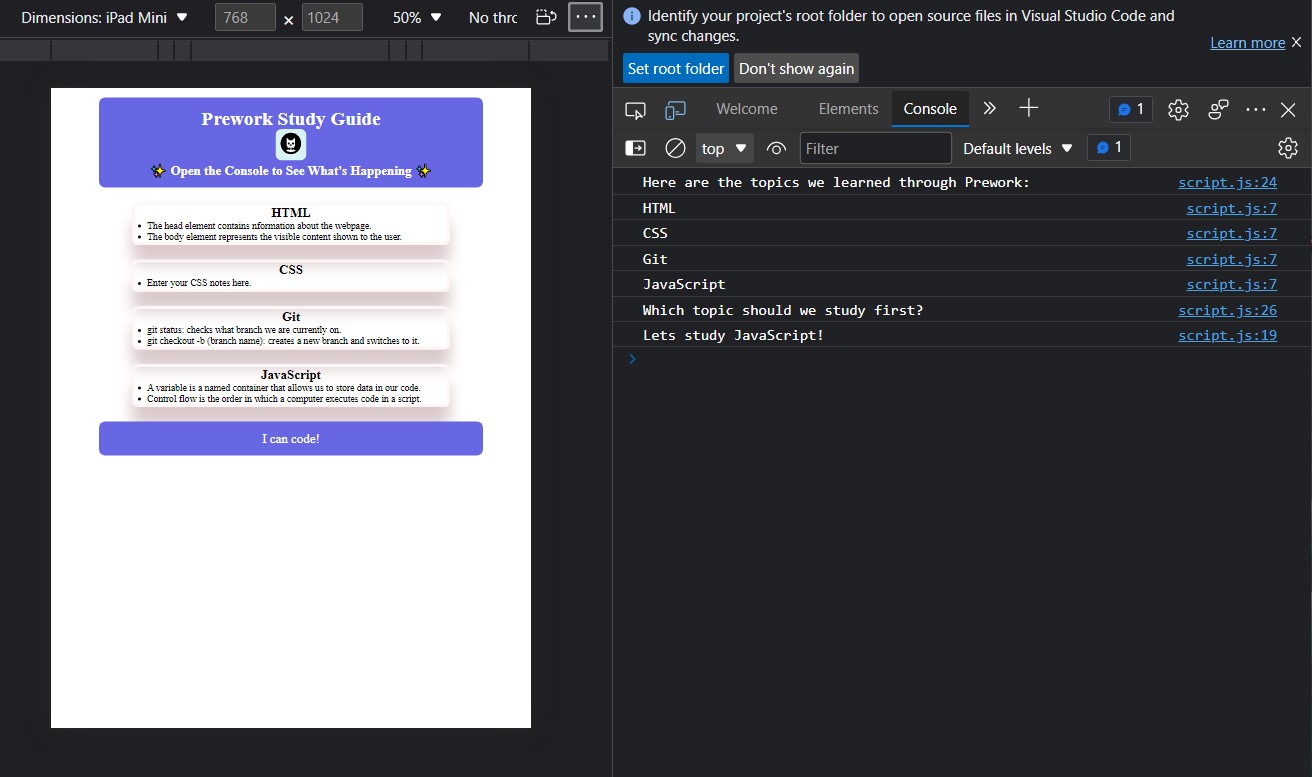 Dimensions: iPad Mini
768 × 1024
50%
No thrc
Prework Study Guide
✨ Open the Console to See What's Happening ✨
HTML
• The head element contains nformation about the webpage.
• The body element represents the visible content shown to the user.
CSS
• Enter your CSS notes here.
Git
• git status: checks what branch we are currently on.
• git checkout -b (branch name): creates a new branch and switches to it.
JavaScript
• A variable is a named container that allows us to store data in our code.
• Control flow is the order in which a computer executes code in a script.
I can code!
Identify your project's root folder to open source files in Visual Studio Code and
sync changes.
Learn more
Set root folder
Don't show again
Welcome
Elements
Console
1
top
Filter
Default levels
1
Here are the topics we learned through Prework: script.js:24
HTML script.js:7
CSS script.js:7
Git script.js:7
JavaScript script.js:7
Which topic should we study first? script.js:26
Lets study JavaScript! script.js:19